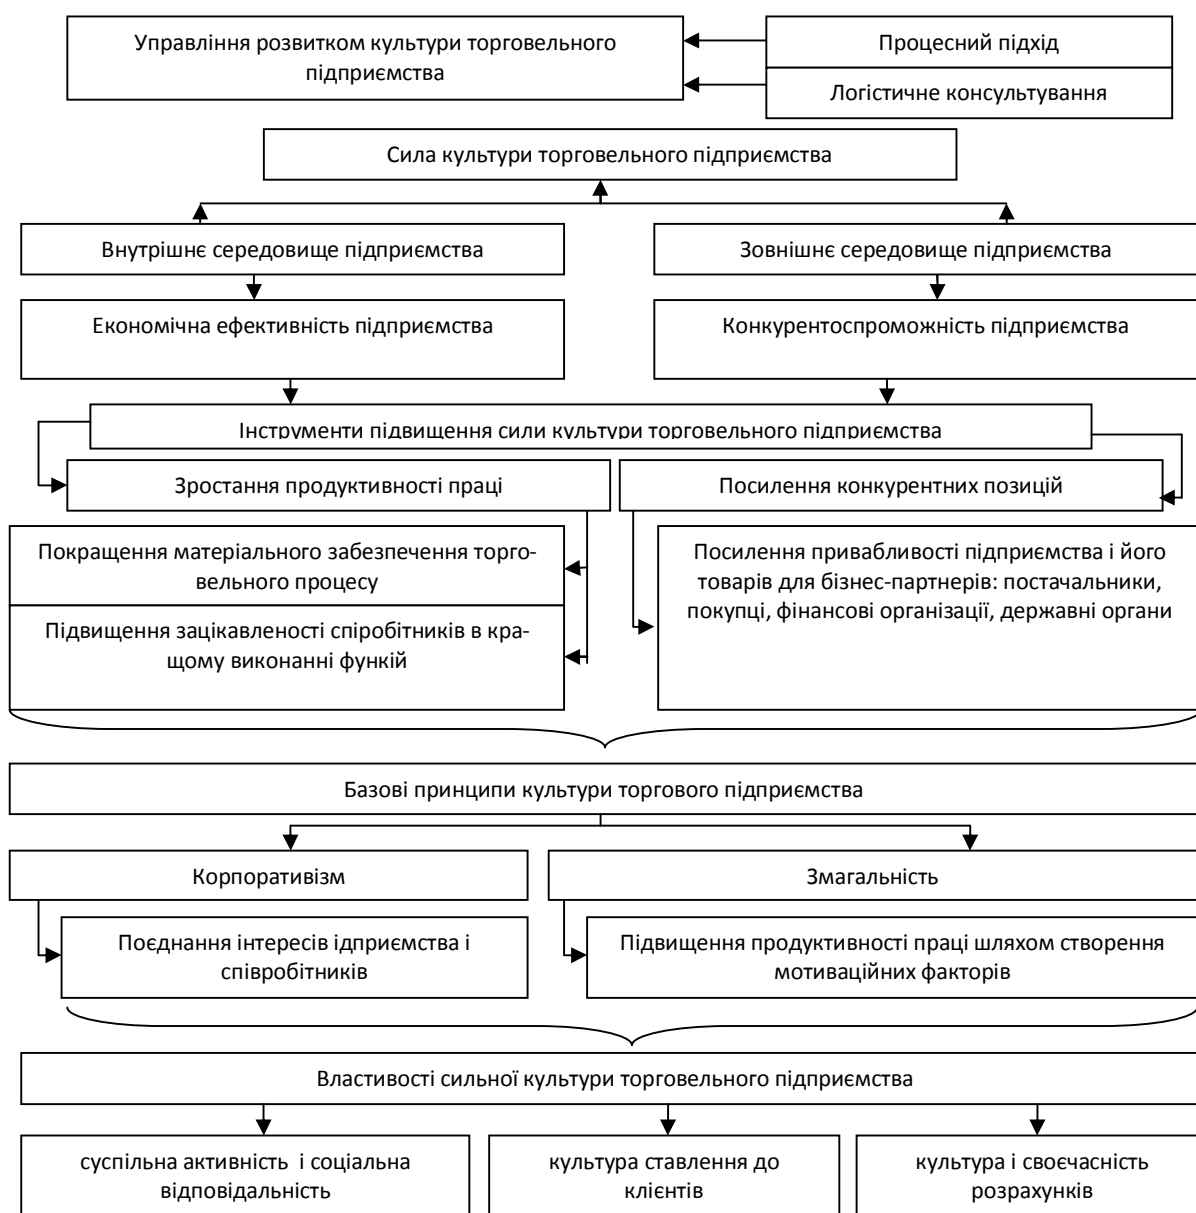 Управління розвитком культури торговельного
підприємства
Процесний підхід
Логістичне консультування
Сила культури торговельного підприємства
Внутрішнє середовище підприємства
Зовнішнє середовище підприємства
Економічна ефективність підприємства
Конкурентоспроможність підприємства
Інструменти підвищення сили культури торговельного підприємства
Зростання продуктивності праці
Посилення конкурентних позицій
Покращення матеріального забезпечення торго-
вельного процесу
Підвищення зацікавленості спіробітників в кра-
щому виконанні функій
Посилення привабливості підприємства і його
товарів для бізнес-партнерів: постачальники,
покупці, фінансові організації, державні органи
Базові принципи культури торгового підприємства
Корпоративізм
Змагальність
Поєднання інтересів ідприємства і
співробітників
Підвищення продуктивності праці шляхом створення
мотиваційних факторів
Властивості сильної культури торговельного підприємства
суспільна активність і соціальна
відповідальність
культура ставлення до
клієнтів
культура і своєчасність
розрахунків